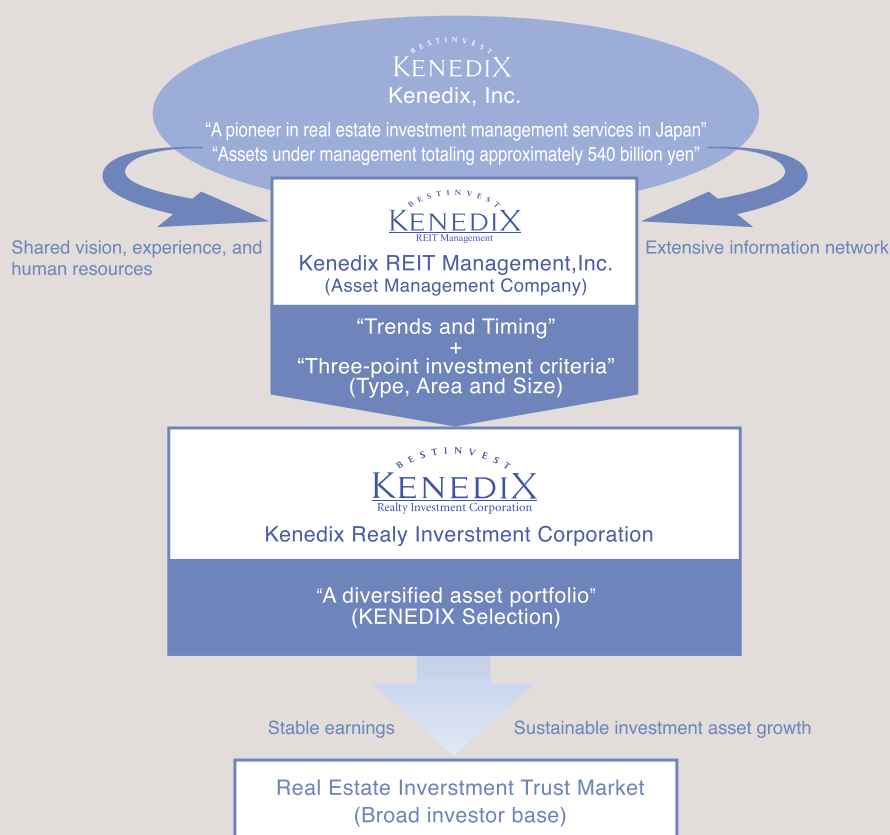 BESTINVEST
KENEDIX
Kenedix, Inc.
“A pioneer in real estate investment management services in Japan”
“Assets under management totaling approximately 540 billion yen”
BESTINVEST
KENEDIX
REIT Management
Kenedix REIT Management,Inc.
(Asset Management Company)
Shared vision, experience, and
human resources
Extensive information network
“Trends and Timing”
+
“Three-point investment criteria”
(Type, Area and Size)
BESTINVEST
KENEDIX
Realty Investment Corporation
Kenedix Realy Inverstment Corporation
“A diversified asset portfolio”
(KENEDIX Selection)
Stable earnings
Sustainable investment asset growth
Real Estate Inverstment Trust Market
(Broad investor base)